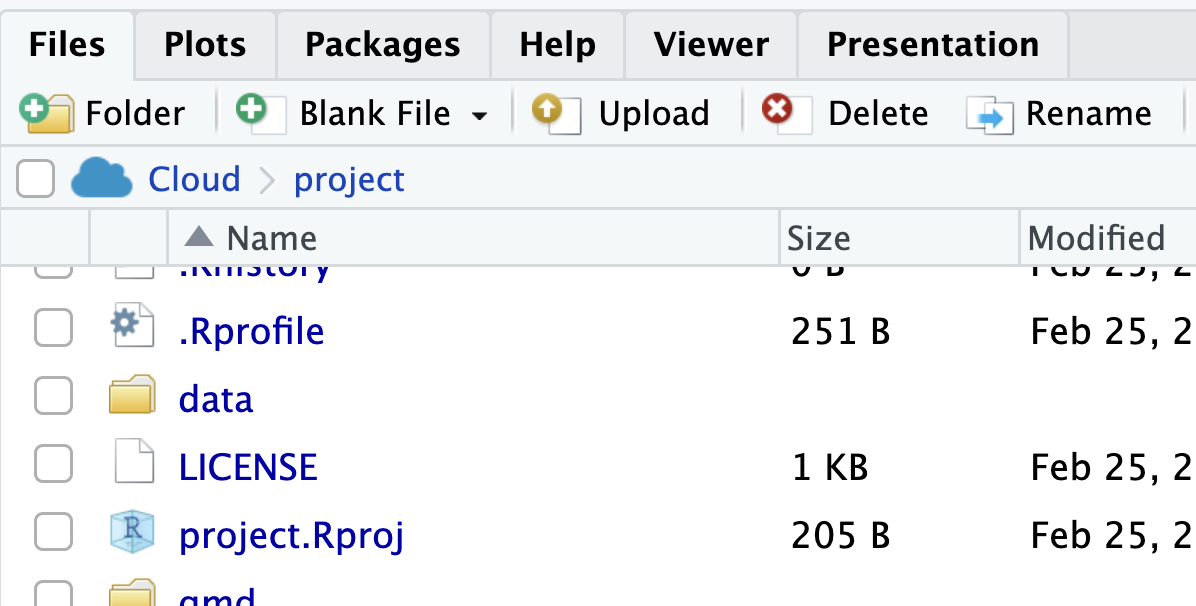 Files Plots Packages Help Viewer Presentation
Folder Blank File Upload Delete Rename
Cloud project
Name Size Modified
.Rhistory 0 B Feb 25, 2
.Rprofile 251 B Feb 25, 2
data
LICENSE 1 KB Feb 25, 2
project.Rproj 205 B Feb 25, 2
qmd